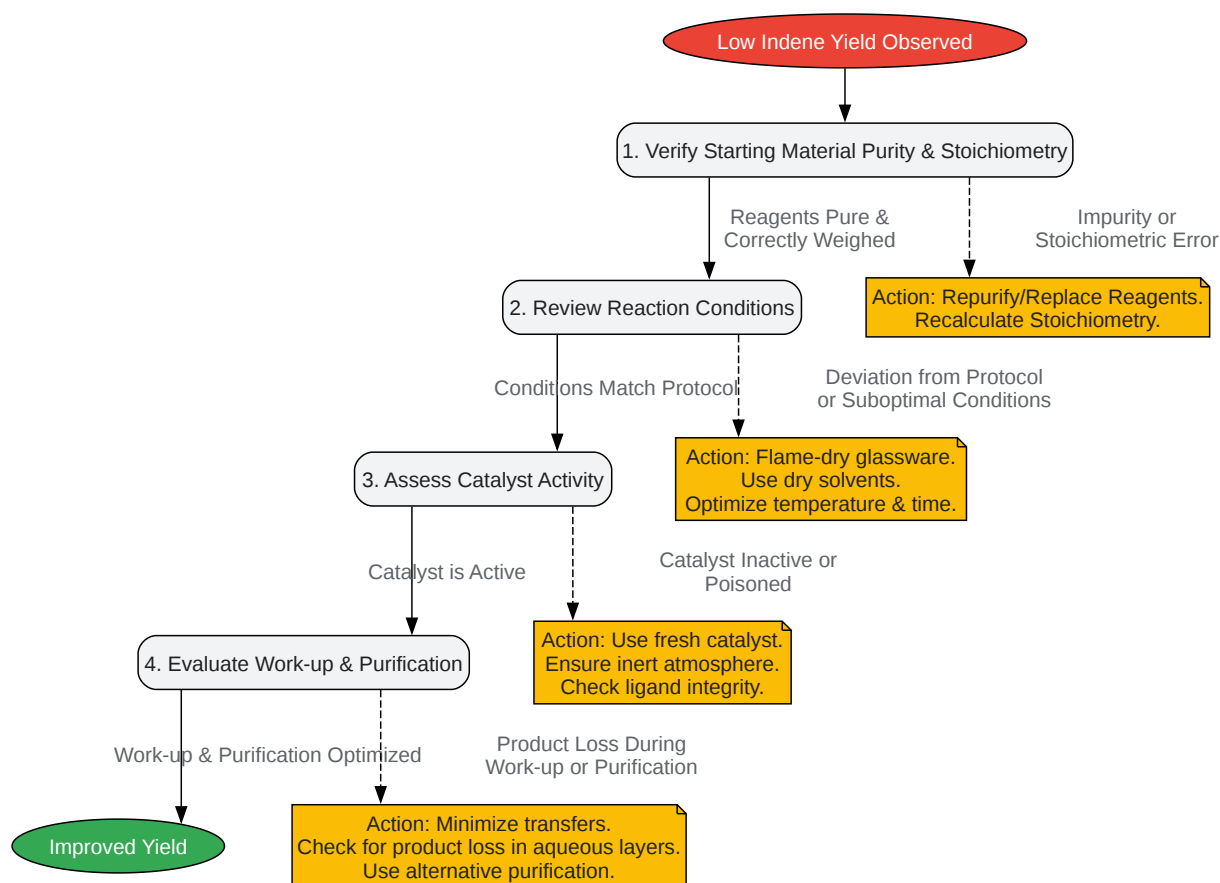 Low Indene Yield Observed
1. Verify Starting Material Purity & Stoichiometry
Reagents Pure &
Correctly Weighed
Impurity or
Stoichiometric Error
2. Review Reaction Conditions
Action: Repurify/Replace Reagents.
Recalculate Stoichiometry.
Conditions Match Protocol
Deviation from Protocol
or Suboptimal Conditions
3. Assess Catalyst Activity
Action: Flame-dry glassware.
Use dry solvents.
Optimize temperature & time.
Catalyst is Active
Catalyst Inactive or
Poisoned
4. Evaluate Work-up & Purification
Action: Use fresh catalyst.
Ensure inert atmosphere.
Check ligand integrity.
Work-up & Purification Optimized
Product Loss During
Work-up or Purification
Improved Yield
Action: Minimize transfers.
Check for product loss in aqueous layers.
Use alternative purification.